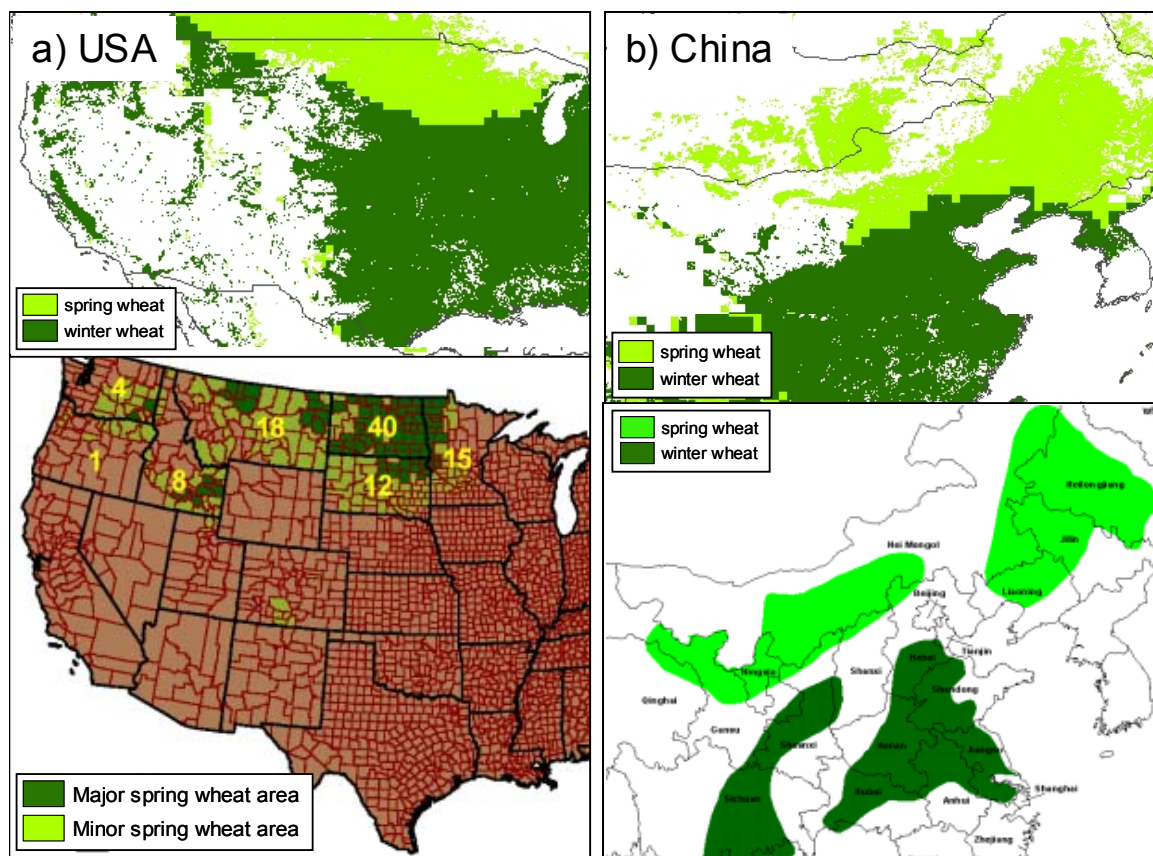 a) USA
spring wheat
winter wheat
b) China
spring wheat
winter wheat
4
18
40
1
8
12
15
Major spring wheat area
Minor spring wheat area
spring wheat
winter wheat
Heilongjiang
Jilin
Nei Mongol
Liaoning
Beijing
Tianjin
Hebei
Ningxia
Shanxi
Shandong
Qinghai
Gansu
Shaanxi
Henan
Jiangsu
Sichuan
Hubei
Shanghai
Anhui
Zhejiang